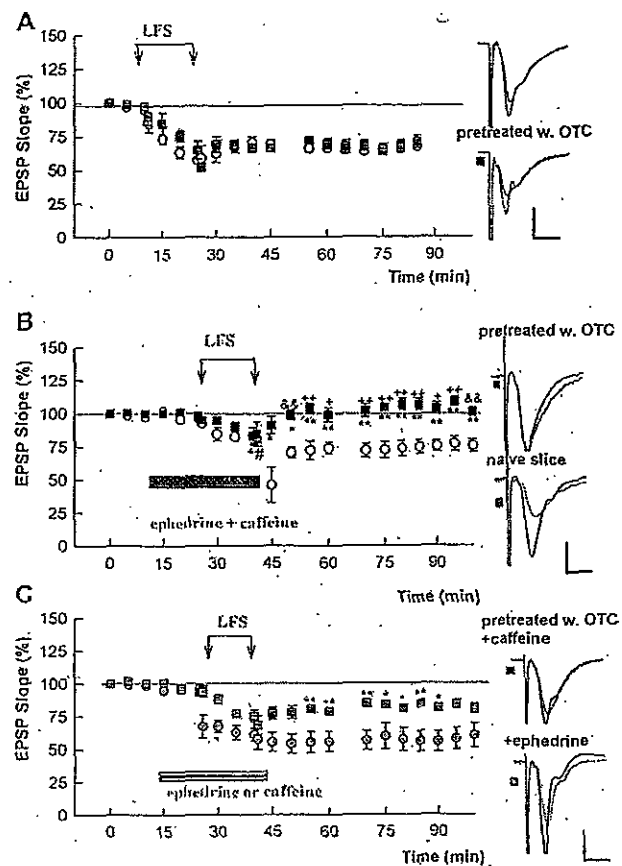 A
LFS
EPSP Slope (%)
150
125
100
75
50
25
0
0 15 30 45 60 75 90
Time (min)
pretreated w. OTC
B
LFS
EPSP Slope (%)
150
125
100
75
50
25
0
&& ++ + ++ ++ ++ ++ + ++ &&
* ** * ** ** ** ** ** **
#
ephedrine + caffeine
0 15 30 45 60 75 90
Time (min)
pretreated w. OTC
naive slice
C
LFS
EPSP Slope (%)
150
125
100
75
50
25
0
** * ** * * ** *
ephedrine or caffeine
0 15 30 45 60 75 90
Time (min)
pretreated w. OTC
+caffeine
+ephedrine